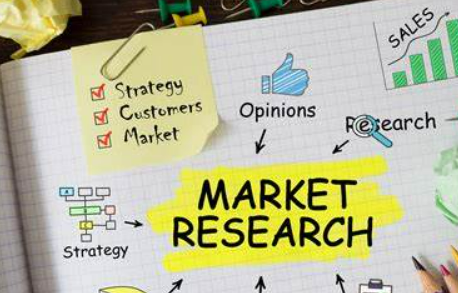 SALES
Strategy
Customers
Market
Opinions
Research
MARKET
RESEARCH
Strategy